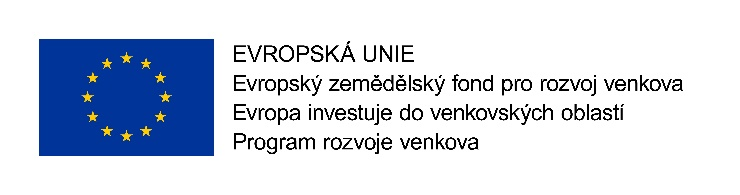 EVROPSKÁ UNIE
Evropský zemědělský fond pro rozvoj venkova
Evropa investuje do venkovských oblastí
Program rozvoje venkova